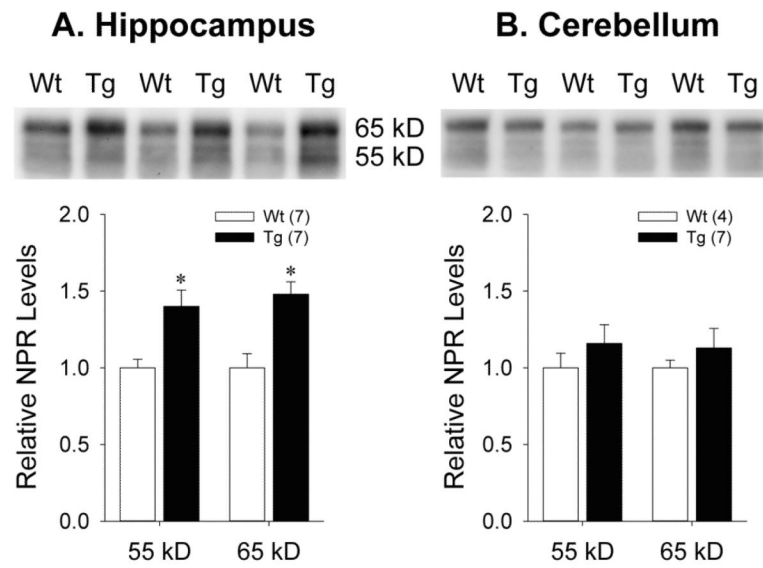 A. Hippocampus
Wt Tg Wt Tg Wt Tg
65 kD
55 kD
2.0
1.5
1.0
0.5
0.0
Relative NPR Levels
Wt (7)
Tg (7)
* *
55 kD 65 kD
B. Cerebellum
Wt Tg Wt Tg Wt Tg
2.0
1.5
1.0
0.5
0.0
Relative NPR Levels
Wt (4)
Tg (7)
55 kD 65 kD